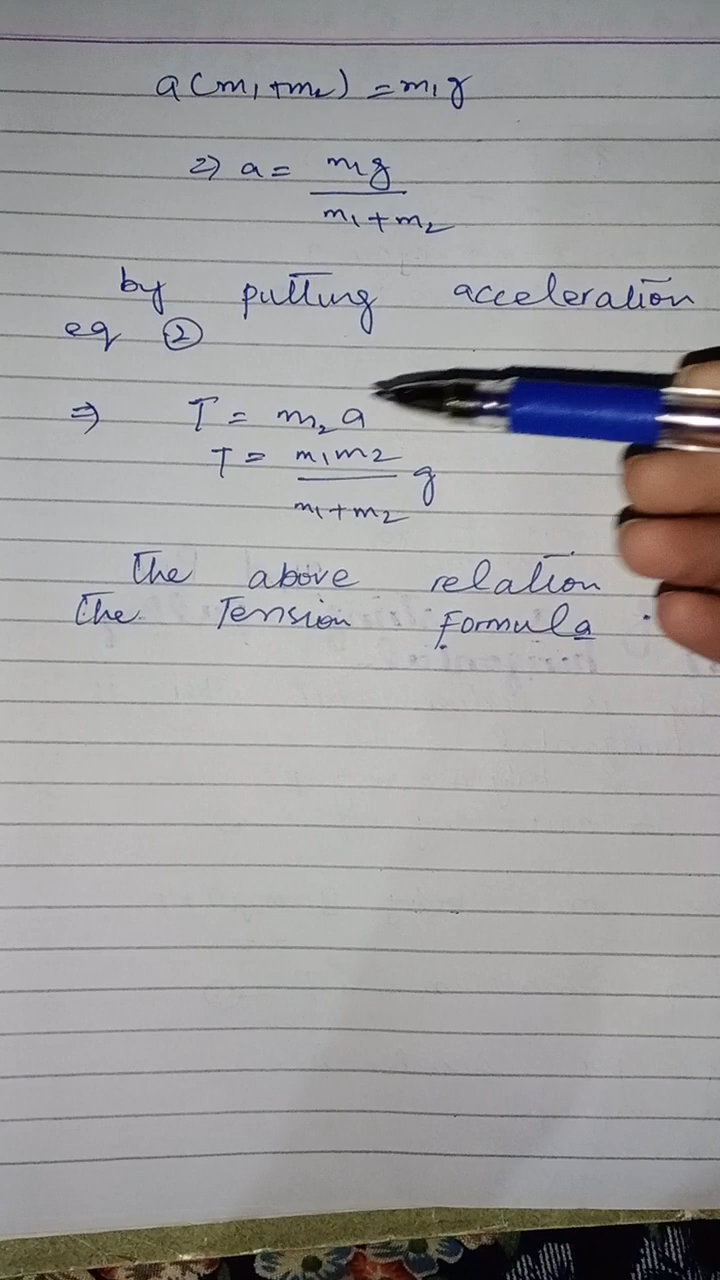 a(m₁+m₂) = m₁g
⇒ a = m₁g / m₁+m₂
by putting acceleration
eq ②
⇒ T = m₂a
T = m₁m₂ / m₁+m₂ g
The above relation
The Tension Formula.